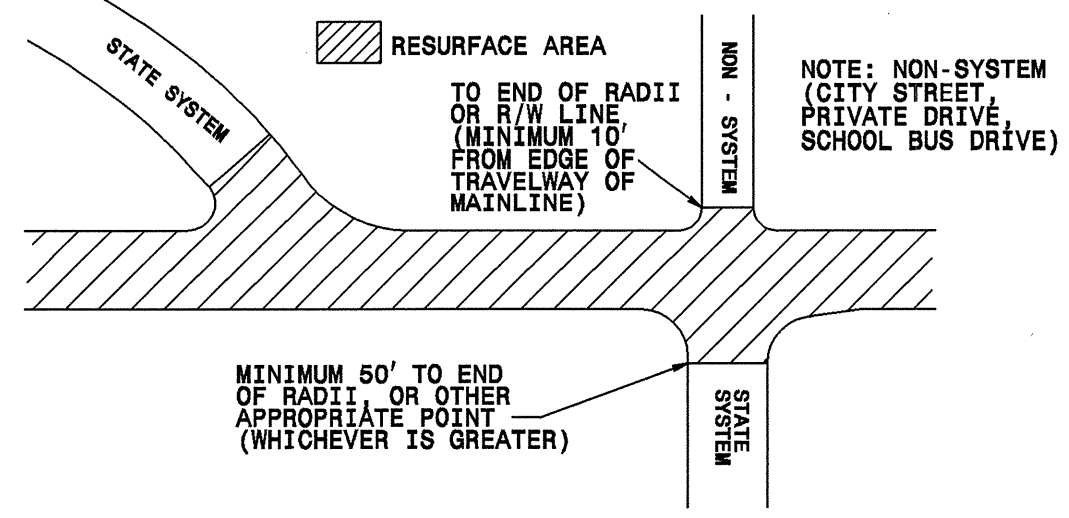 STATE SYSTEM
RESURFACE AREA
TO END OF RADII
OR R/W LINE
(MINIMUM 10'
FROM EDGE OF
TRAVELWAY OF
MAINLINE)
NON - SYSTEM
NOTE: NON-SYSTEM
(CITY STREET,
PRIVATE DRIVE,
SCHOOL BUS DRIVE)
MINIMUM 50' TO END
OF RADII, OR OTHER
APPROPRIATE POINT
(WHICHEVER IS GREATER)
STATE
SYSTEM